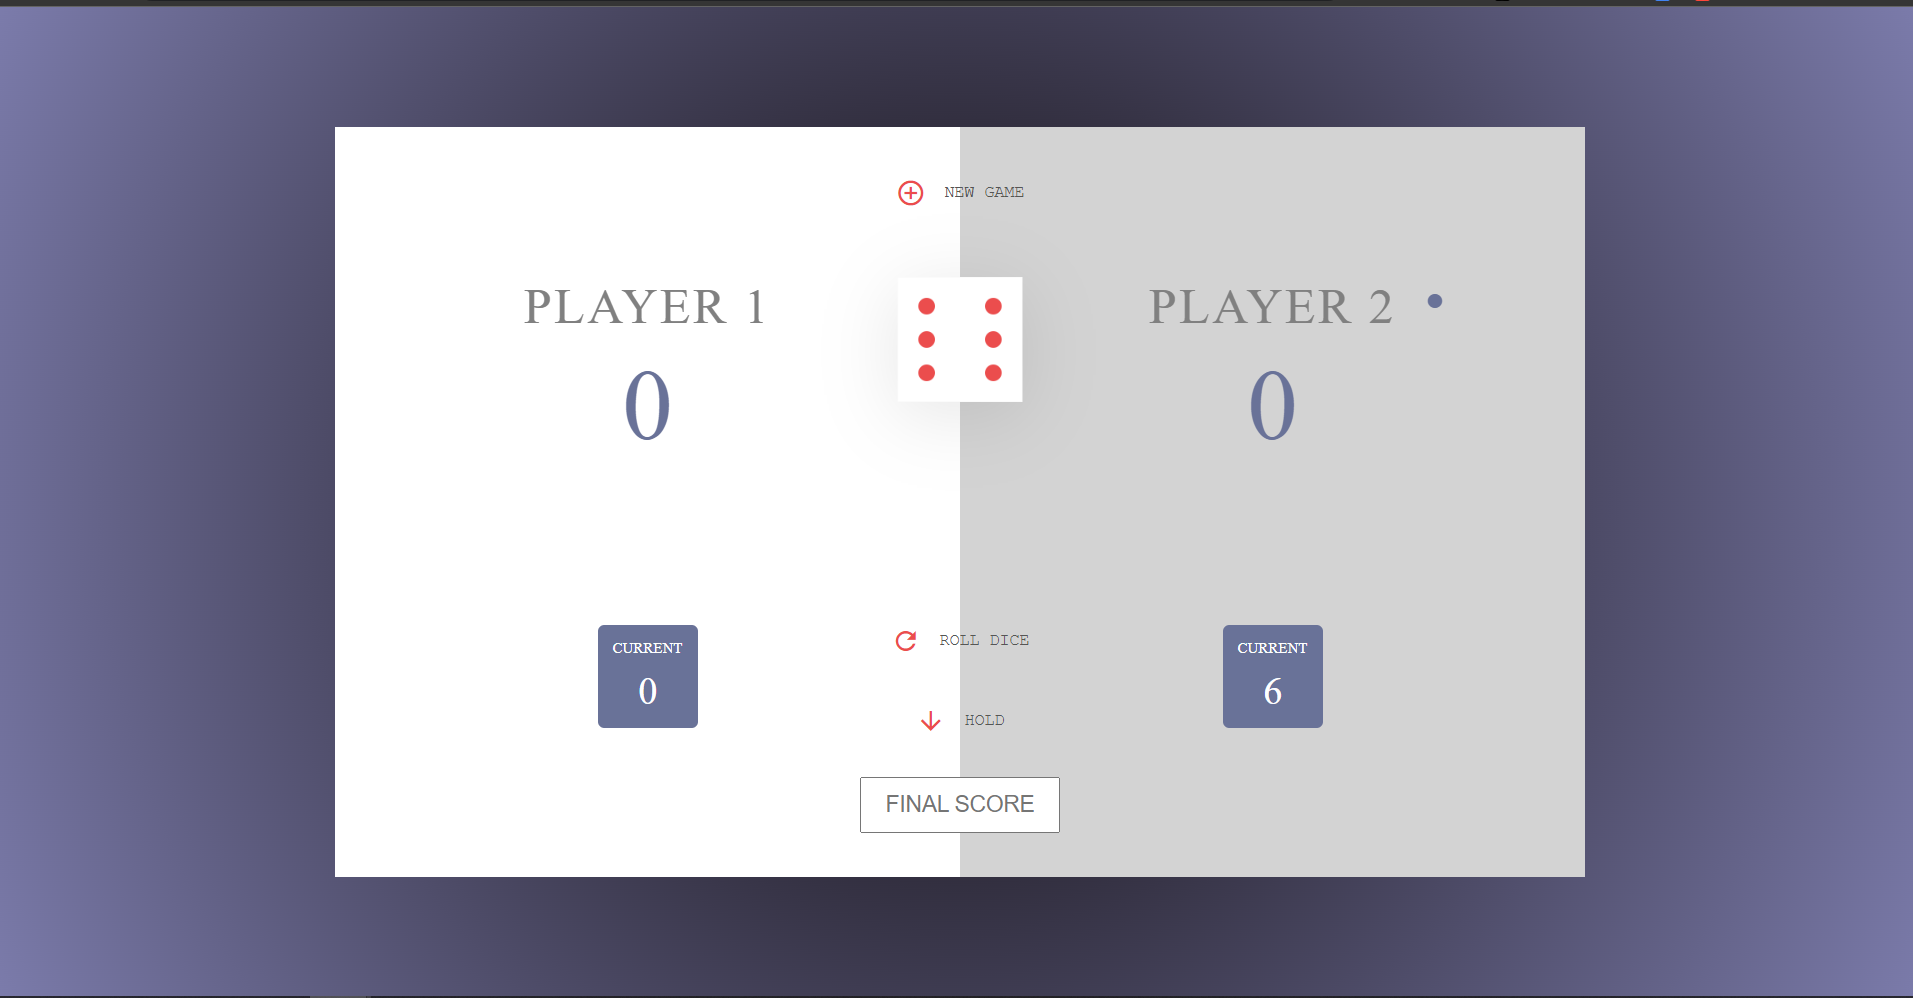 NEW GAME
PLAYER 1
0
PLAYER 2
0
CURRENT
0
ROLL DICE
HOLD
CURRENT
6
FINAL SCORE